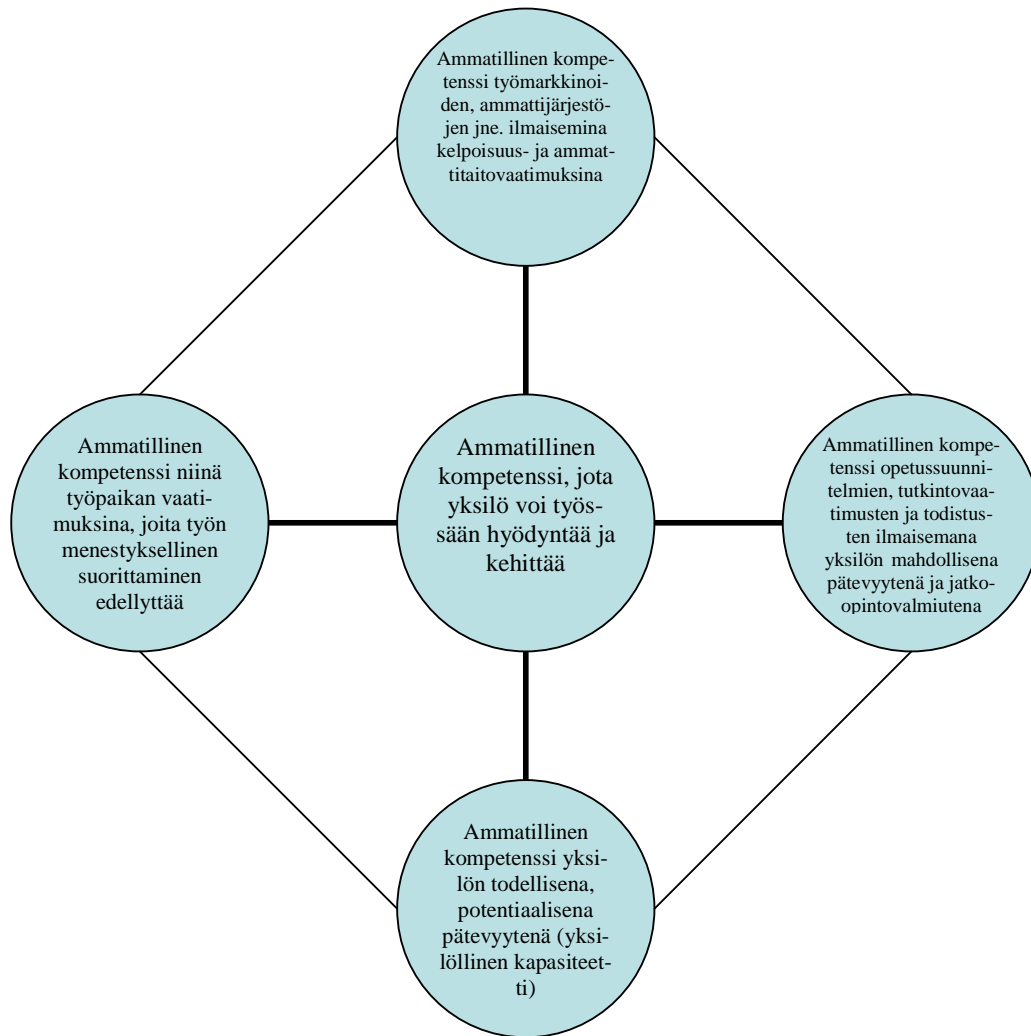 Ammatillinen kompe-
tenssi työmarkkinoi-
den, ammattijärjestö-
jen jne. ilmaisemina
kelpoisuus- ja ammat-
titaitovaatimuksina
Ammatillinen
kompetenssi niinä
työpaikan vaati-
muksina, joita työn
menestyksellinen
suorittaminen
edellyttää
Ammatillinen
kompetenssi, jota
yksilö voi työs-
sään hyödyntää ja
kehittää
Ammatillinen kompe-
tenssi opetussuunni-
telmien, tutkintovaa-
timusten ja todistus-
ten ilmaisemana
yksilön mahdollisena
pätevyytenä ja jatko-
opintovalmiutena
Ammatillinen
kompetenssi yksi-
lön todellisena,
potentiaalisena
pätevyytenä (yksi-
löllinen kapasiteet-
ti)